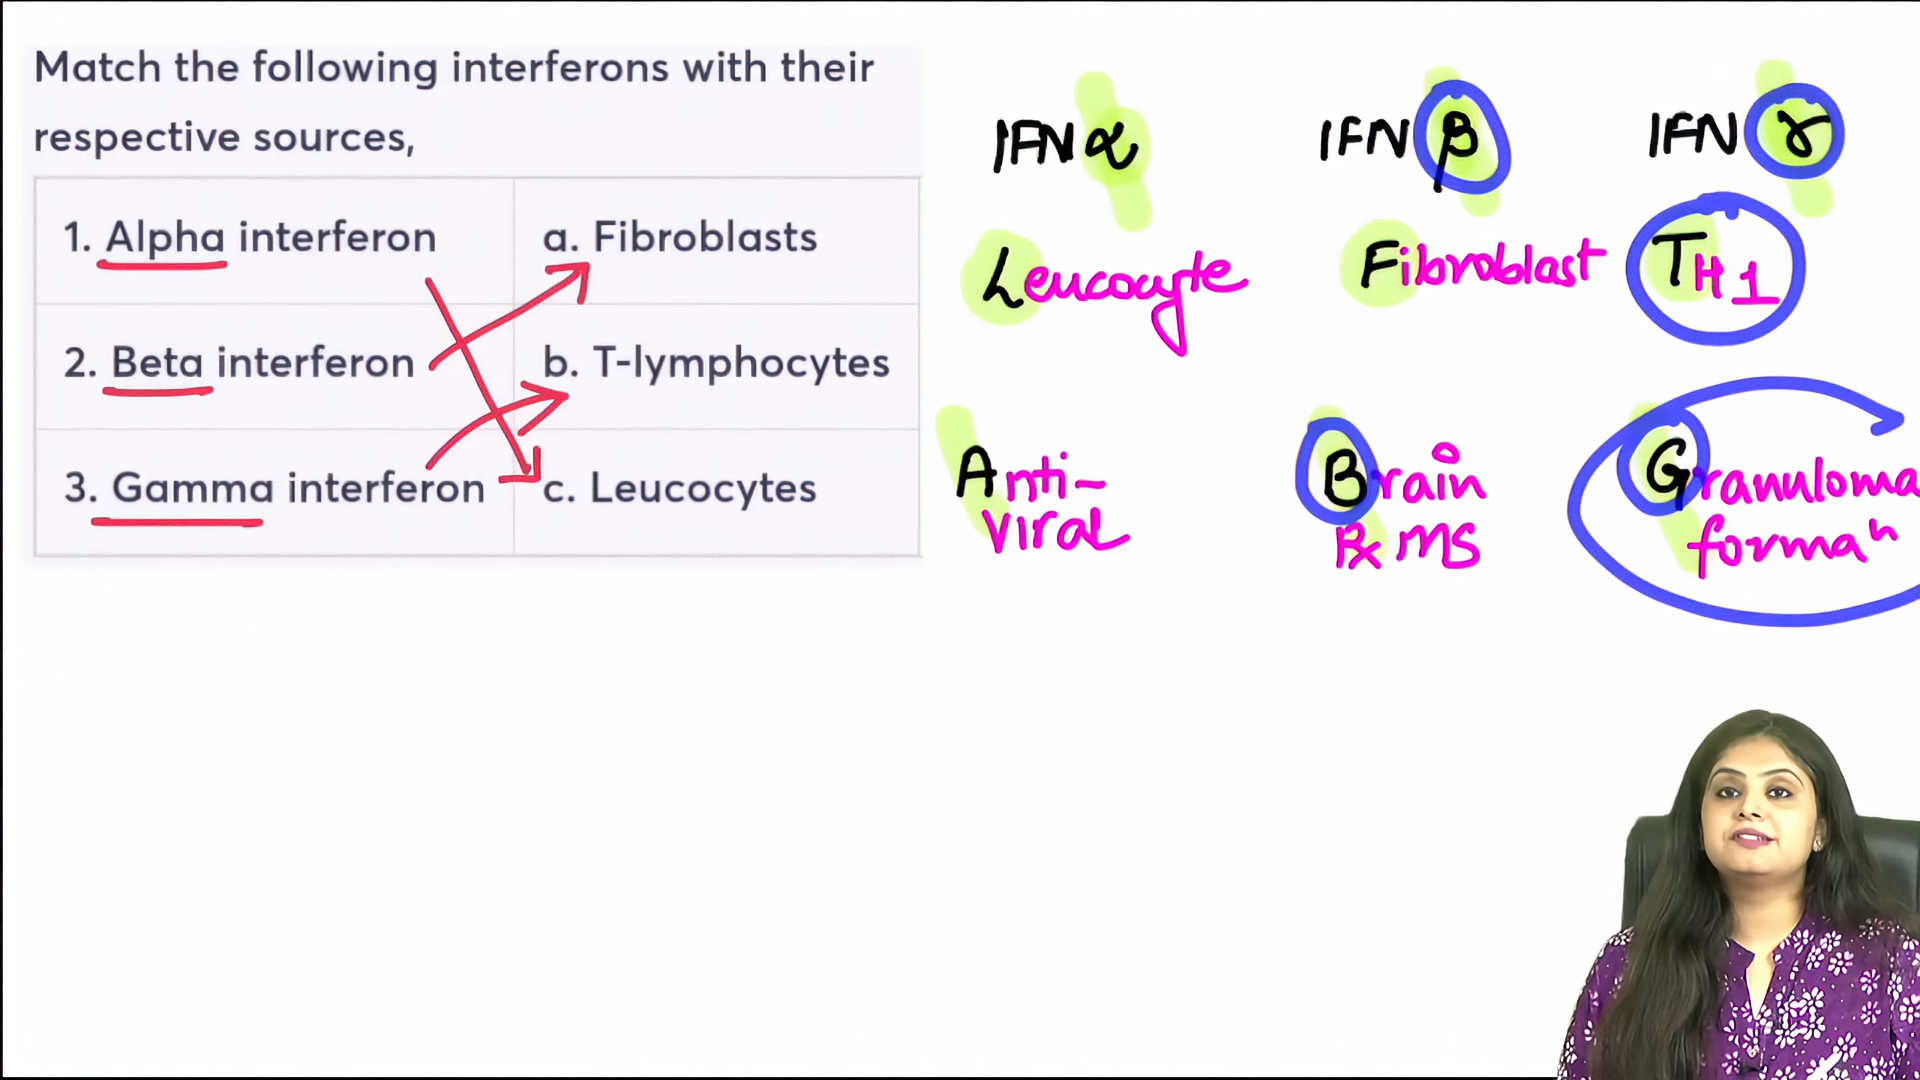 Match the following interferons with their
respective sources,
1. Alpha interferon
a. Fibroblasts
2. Beta interferon
b. T-lymphocytes
3. Gamma interferon
c. Leucocytes
IFN α
IFN β
IFN γ
Leucocyte
Fibroblast
TH1
Anti-
viral
Brain
Rx MS
Granuloma
forma^n